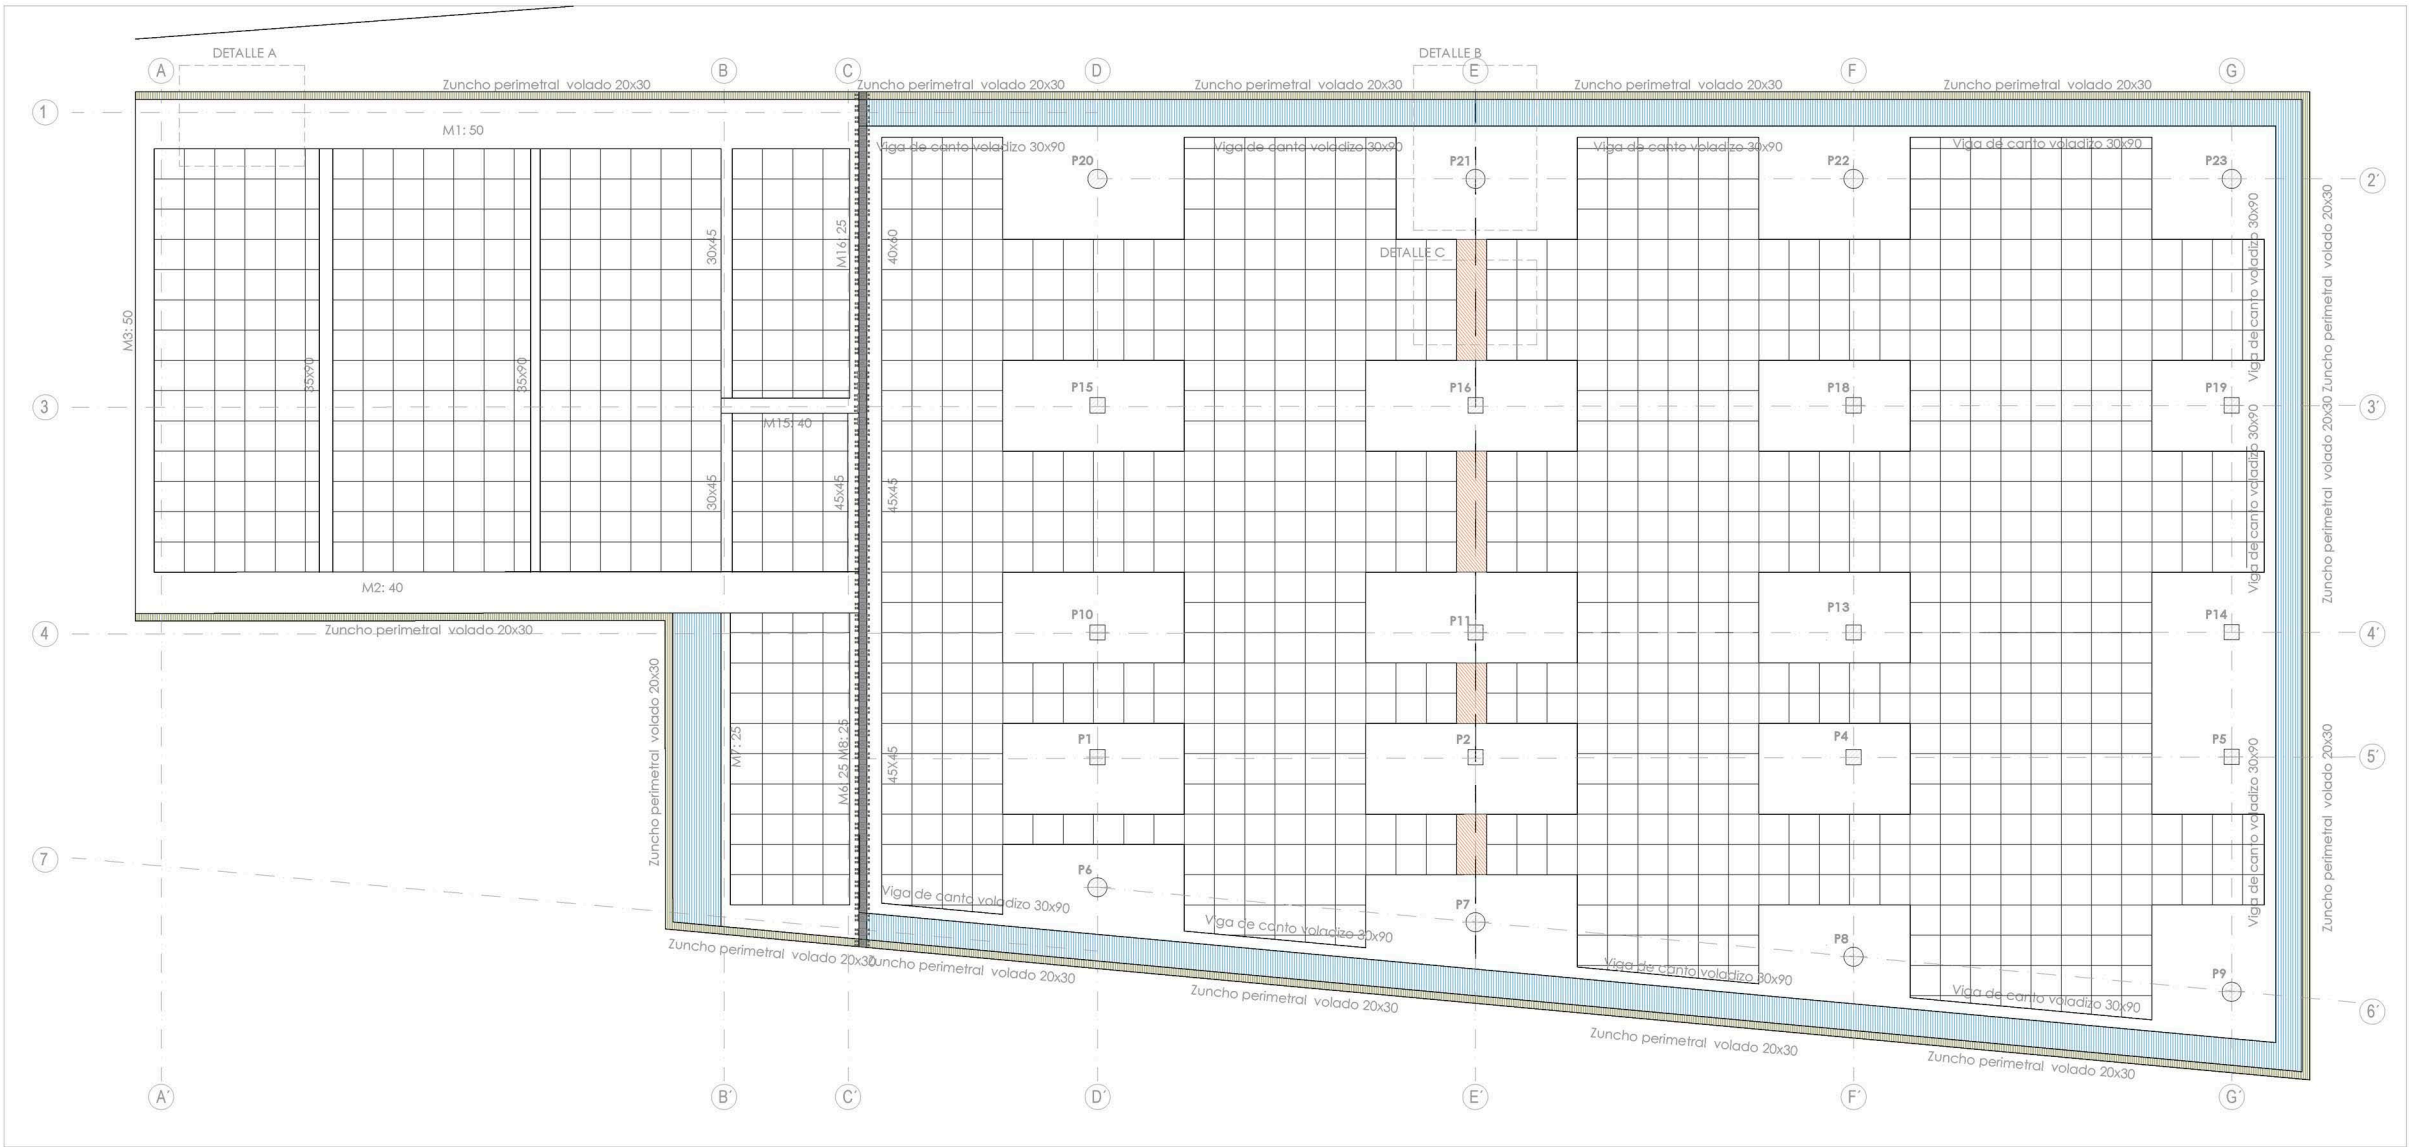 DETALLE A
DETALLE B
A
B
C
D
E
F
G
Zuncho perimetral volado 20x30
Zuncho perimetral volado 20x30
Zuncho perimetral volado 20x30
Zuncho perimetral volado 20x30
Zuncho perimetral volado 20x30
1
M1: 50
Viga de canto voladizo 30x90
Viga de canto voladizo 30x90
Viga de canto voladizo 30x90
Viga de canto voladizo 30x90
P20
P21
P22
P23
2´
30x45
M16: 25
40x60
DETALLE C
Viga de canto voladizo 30x90
Zuncho perimetral volado 20x30
M3: 50
35x90
35x90
P15
P16
P18
P19
3
3´
M15: 40
30x45
45x45
45x45
Viga de canto voladizo 30x90
Zuncho perimetral volado 20x30
M2: 40
P10
P11
P13
P14
4
4´
Zuncho perimetral volado 20x30
Zuncho perimetral volado 20x30
M7: 25
M6: 25 M8: 25
45X45
P1
P2
P4
P5
5´
Viga de canto voladizo 30x90
Zuncho perimetral volado 20x30
7
P6
P7
P8
P9
Viga de canto voladizo 30x90
Viga de canto voladizo 30x90
Viga de canto voladizo 30x90
Viga de canto voladizo 30x90
6´
Zuncho perimetral volado 20x30
Zuncho perimetral volado 20x30
Zuncho perimetral volado 20x30
Zuncho perimetral volado 20x30
Zuncho perimetral volado 20x30
A´
B´
C´
D´
E´
F´
G´